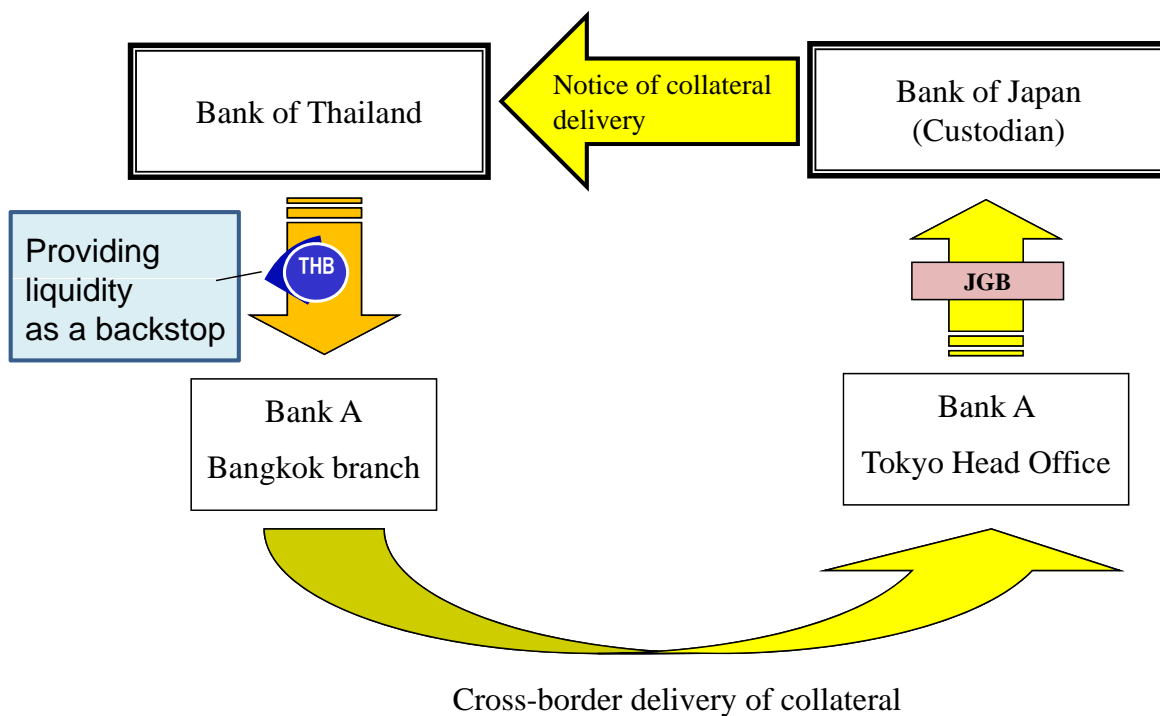 Bank of Thailand
Notice of collateral
delivery
Bank of Japan
(Custodian)
Providing
liquidity
as a backstop
THB
JGB
Bank A
Bangkok branch
Bank A
Tokyo Head Office
Cross-border delivery of collateral